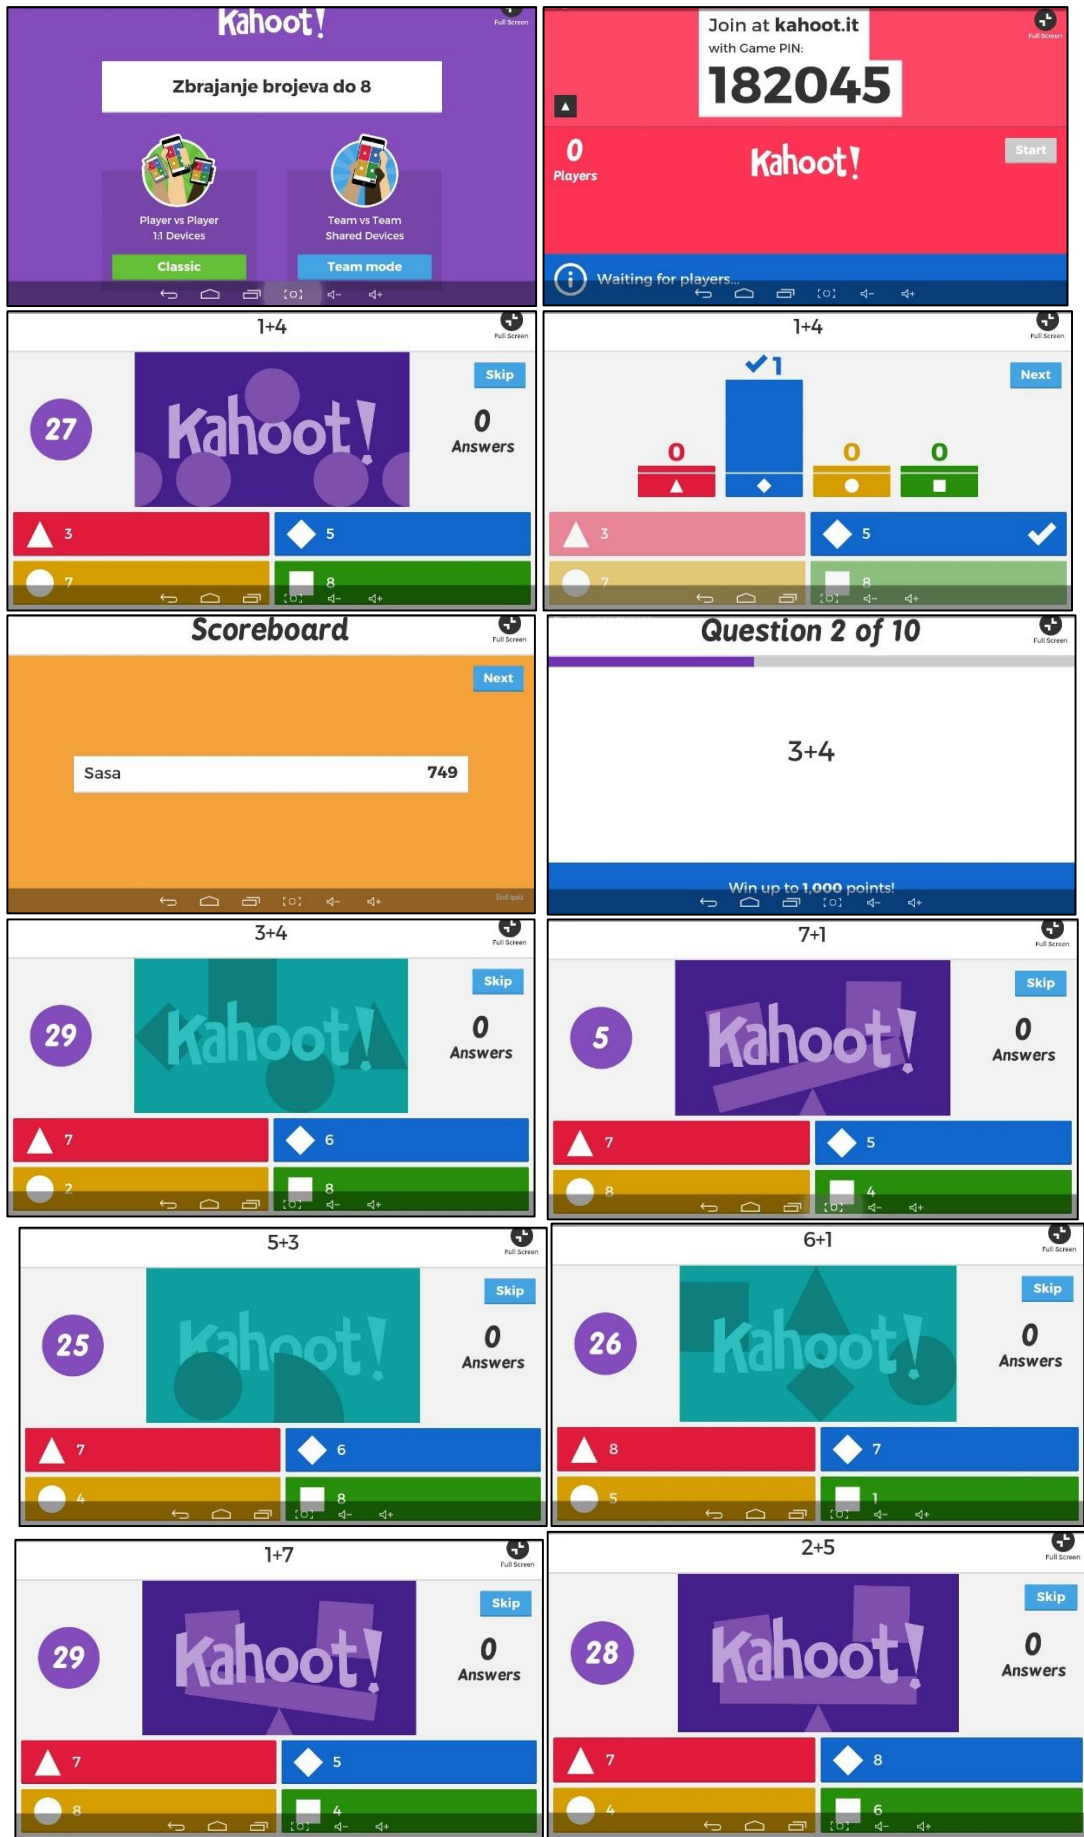 Kahoot!
Full Screen
Zbrajanje brojeva do 8
Player vs Player
1:1 Devices
Classic
Team vs Team
Shared Devices
Team mode
Join at kahoot.it
with Game PIN:
182045
Full Screen
0
Players
Kahoot!
Start
Waiting for players...
1+4
Full Screen
Skip
27
Kahoot!
0
Answers
3
5
7
8
1+4
Full Screen
Next
1
0
0
0
3
5
7
8
Scoreboard
Full Screen
Next
Sasa 749
End quiz
Question 2 of 10
Full Screen
3+4
Win up to 1,000 points!
3+4
Full Screen
Skip
29
Kahoot!
0
Answers
7
6
2
8
7+1
Full Screen
Skip
5
Kahoot!
0
Answers
7
5
8
4
5+3
Full Screen
Skip
25
Kahoot!
0
Answers
7
6
4
8
6+1
Full Screen
Skip
26
Kahoot!
0
Answers
8
7
5
1
1+7
Full Screen
Skip
29
Kahoot!
0
Answers
7
5
8
4
2+5
Full Screen
Skip
28
Kahoot!
0
Answers
7
8
4
6